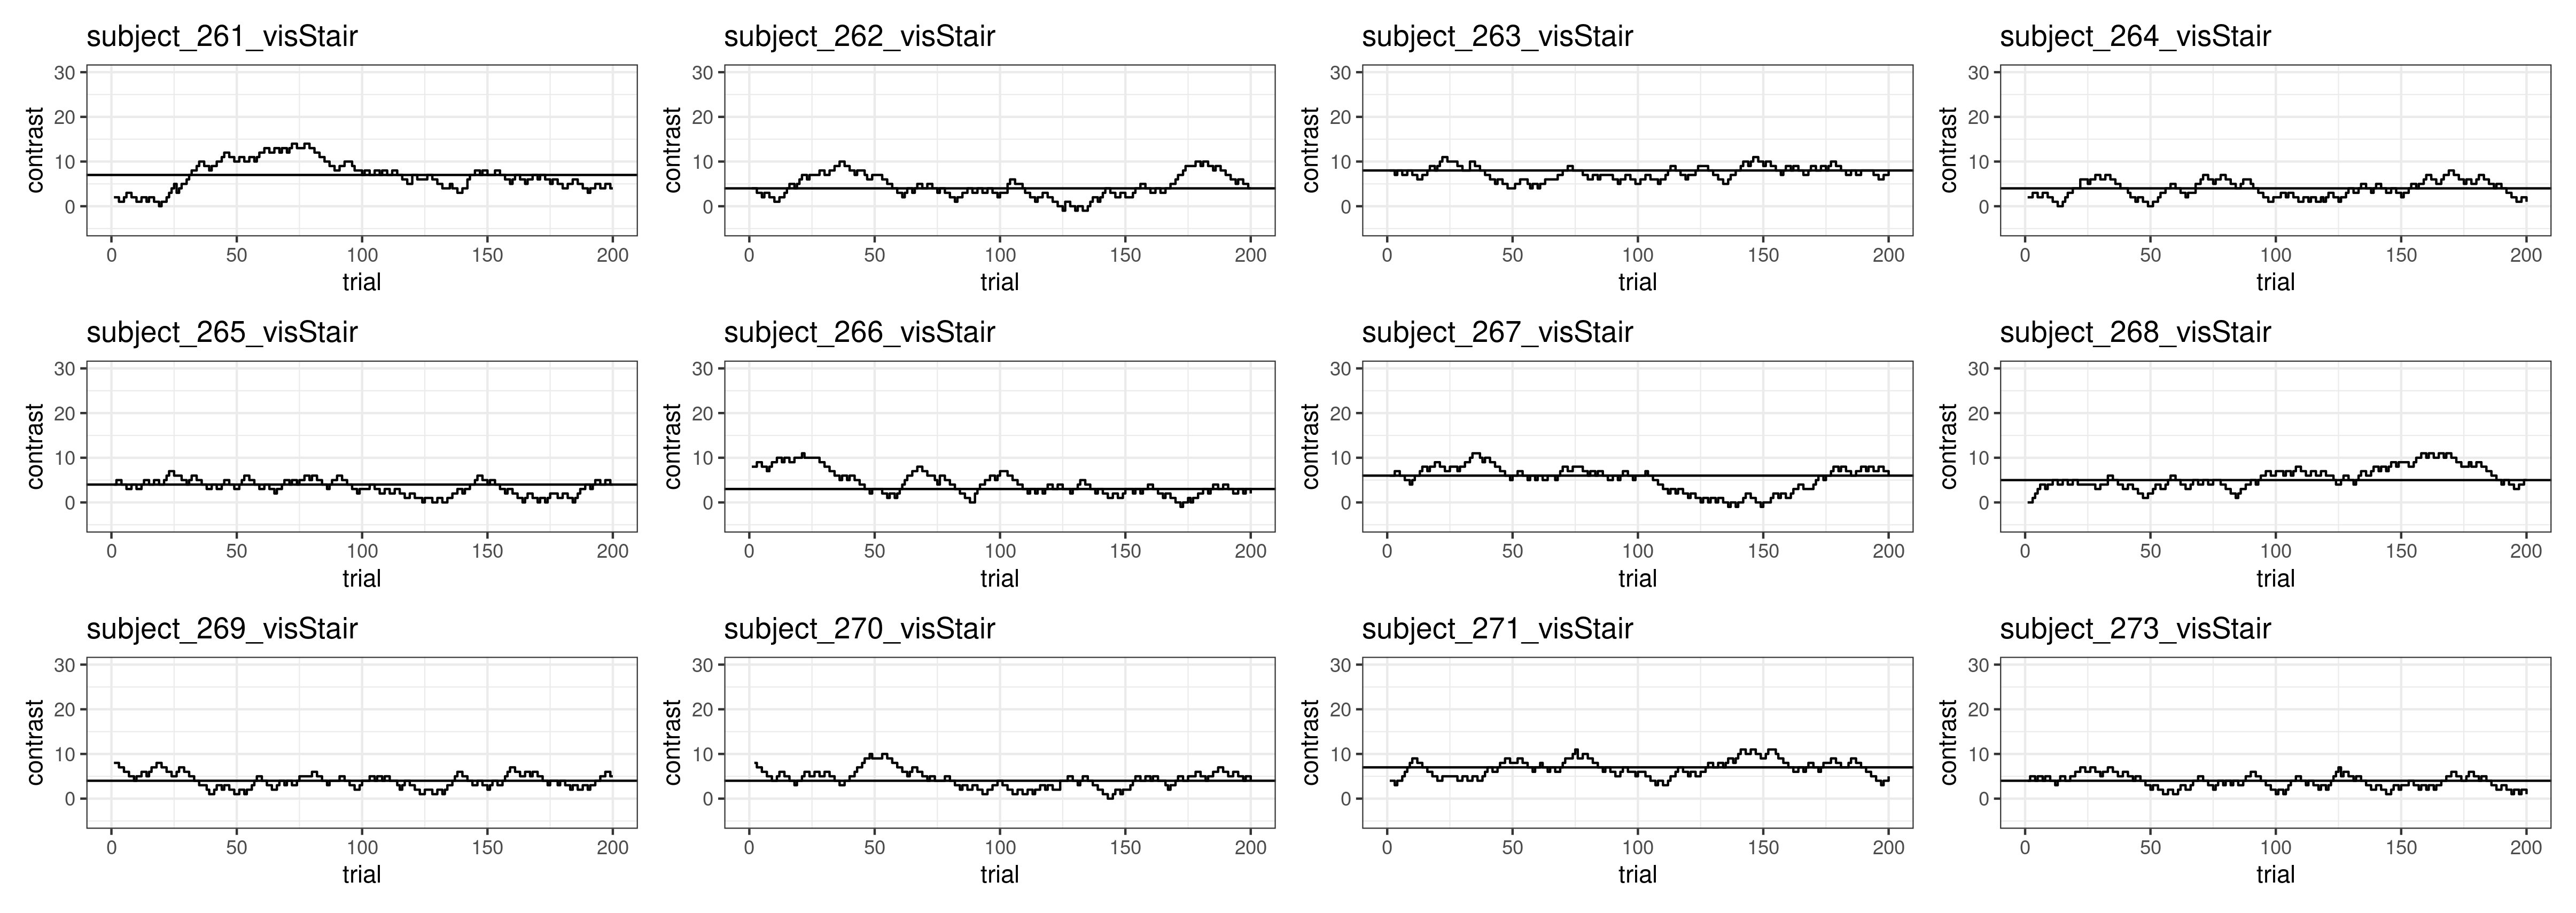 subject_261_visStair subject_262_visStair subject_263_visStair subject_264_visStair
30 30 30 30
20 20 20 20
10 10 10 10
0 0 0 0
contrast contrast contrast contrast
0 50 100 150 200 0 50 100 150 200 0 50 100 150 200 0 50 100 150 200
trial trial trial trial
subject_265_visStair subject_266_visStair subject_267_visStair subject_268_visStair
30 30 30 30
20 20 20 20
10 10 10 10
0 0 0 0
contrast contrast contrast contrast
0 50 100 150 200 0 50 100 150 200 0 50 100 150 200 0 50 100 150 200
trial trial trial trial
subject_269_visStair subject_270_visStair subject_271_visStair subject_273_visStair
30 30 30 30
20 20 20 20
10 10 10 10
0 0 0 0
contrast contrast contrast contrast
0 50 100 150 200 0 50 100 150 200 0 50 100 150 200 0 50 100 150 200
trial trial trial trial